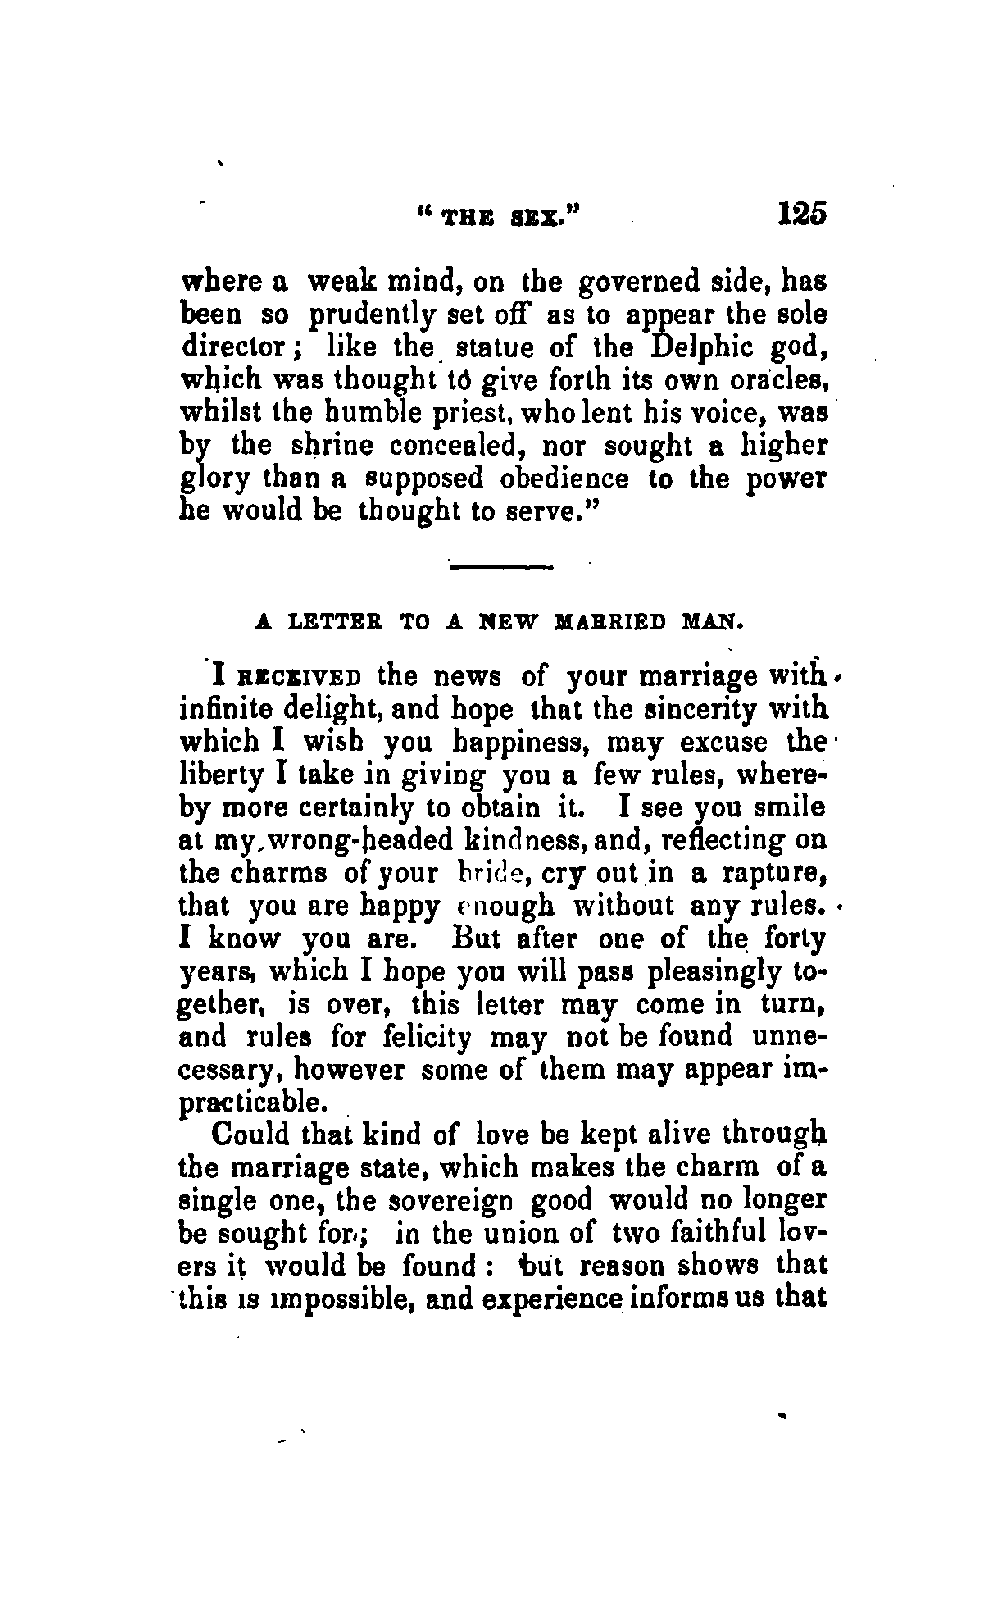 “ THE SEX.” 125
where a weak mind, on the governed side, has
been so prudently set off as to appear the sole
director ; like the statue of the Delphic god,
which was thought to give forth its own oracles,
whilst the humble priest, who lent his voice, was
by the shrine concealed, nor sought a higher
glory than a supposed obedience to the power
he would be thought to serve.”
A LETTER TO A NEW MARRIED MAN.
I RECEIVED the news of your marriage with
infinite delight, and hope that the sincerity with
which I wish you happiness, may excuse the
liberty I take in giving you a few rules, where-
by more certainly to obtain it. I see you smile
at my wrong-headed kindness, and, reflecting on
the charms of your bride, cry out in a rapture,
that you are happy enough without any rules.
I know you are. But after one of the forty
years, which I hope you will pass pleasingly to-
gether, is over, this letter may come in turn,
and rules for felicity may not be found unne-
cessary, however some of them may appear im-
practicable.
Could that kind of love be kept alive through
the marriage state, which makes the charm of a
single one, the sovereign good would no longer
be sought for ; in the union of two faithful lov-
ers it would be found : but reason shows that
this is impossible, and experience informs us that